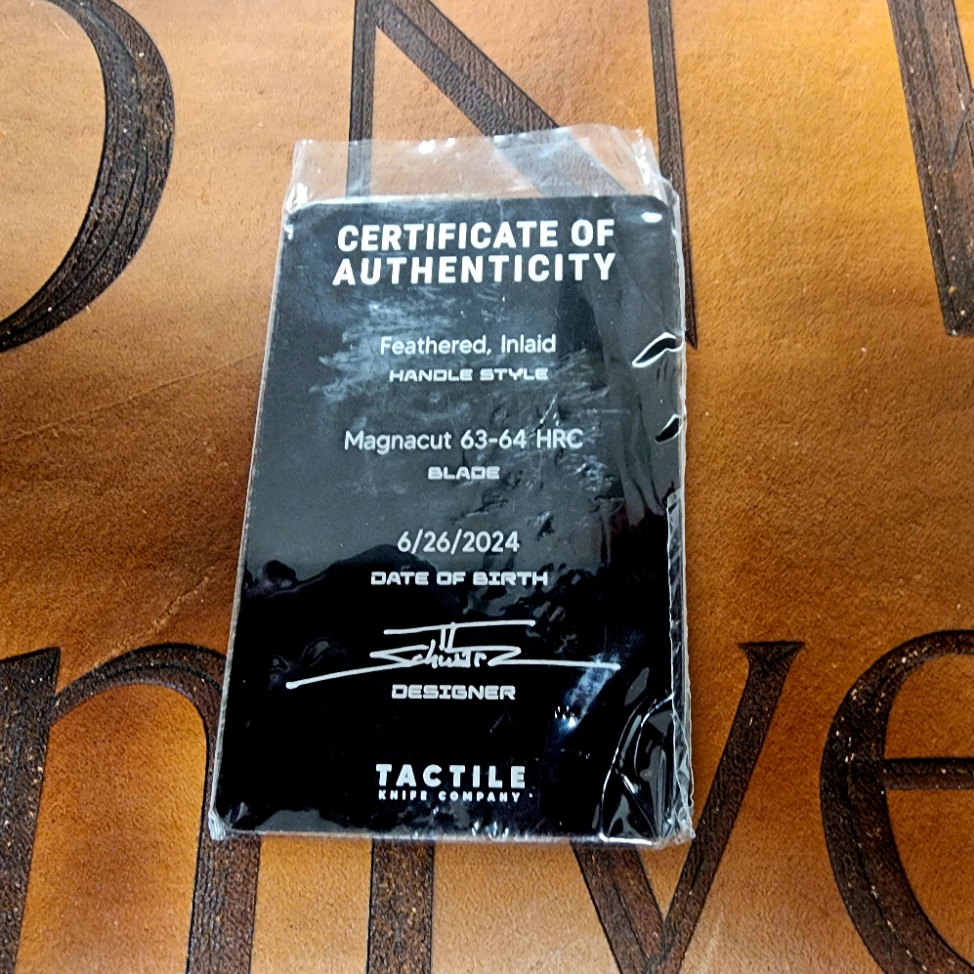 CERTIFICATE OF
AUTHENTICITY
Feathered, Inlaid
HANDLE STYLE
Magnacut 63-64 HRC
BLADE
6/26/2024
DATE OF BIRTH
Schwarz
DESIGNER
TACTILE
KNIFE COMPANY